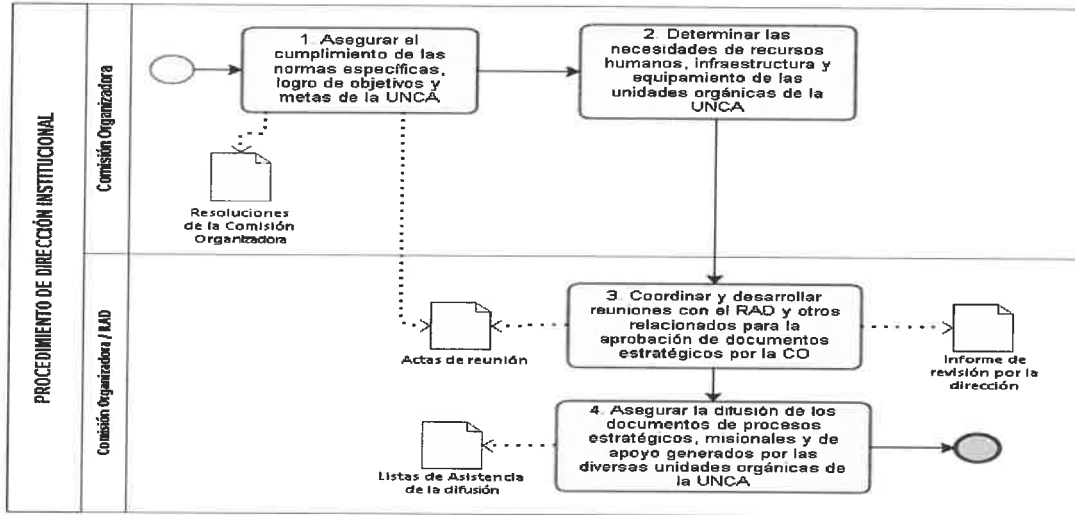 PROCEDIMIENTO DE DIRECCIÓN INSTITUCIONAL
Comisión Organizadora
1. Asegurar el
cumplimiento de las
normas específicas,
logro de objetivos y
metas de la UNCA
2. Determinar las
necesidades de recursos
humanos, infraestructura y
equipamiento de las
unidades orgánicas de la
UNCA
Resoluciones
de la Comisión
Organizadora
Comisión Organizadora / RAD
3. Coordinar y desarrollar
reuniones con el RAD y otros
relacionados para la
aprobación de documentos
estratégicos por la CO
Actas de reunión
Informe de
revisión por la
dirección
4. Asegurar la difusión de los
documentos de procesos
estratégicos, misionales y de
apoyo generados por las
diversas unidades orgánicas de
la UNCA
Listas de Asistencia
de la difusión